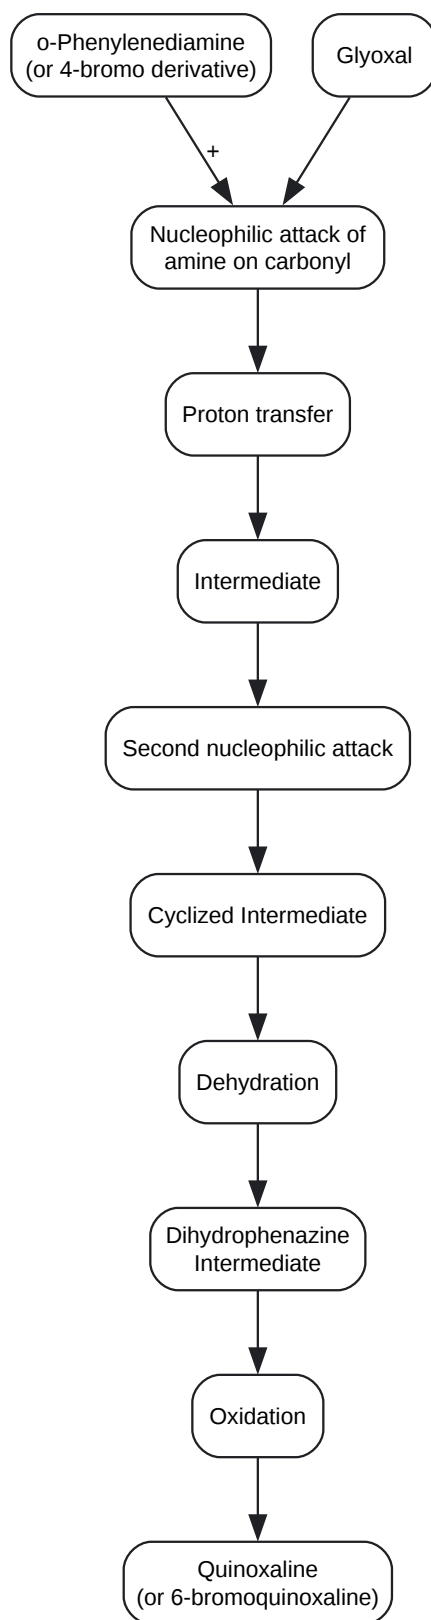 o-Phenylenediamine
(or 4-bromo derivative)
Glyoxal
+
Nucleophilic attack of
amine on carbonyl
Proton transfer
Intermediate
Second nucleophilic attack
Cyclized Intermediate
Dehydration
Dihydrophenazine
Intermediate
Oxidation
Quinoxaline
(or 6-bromoquinoxaline)